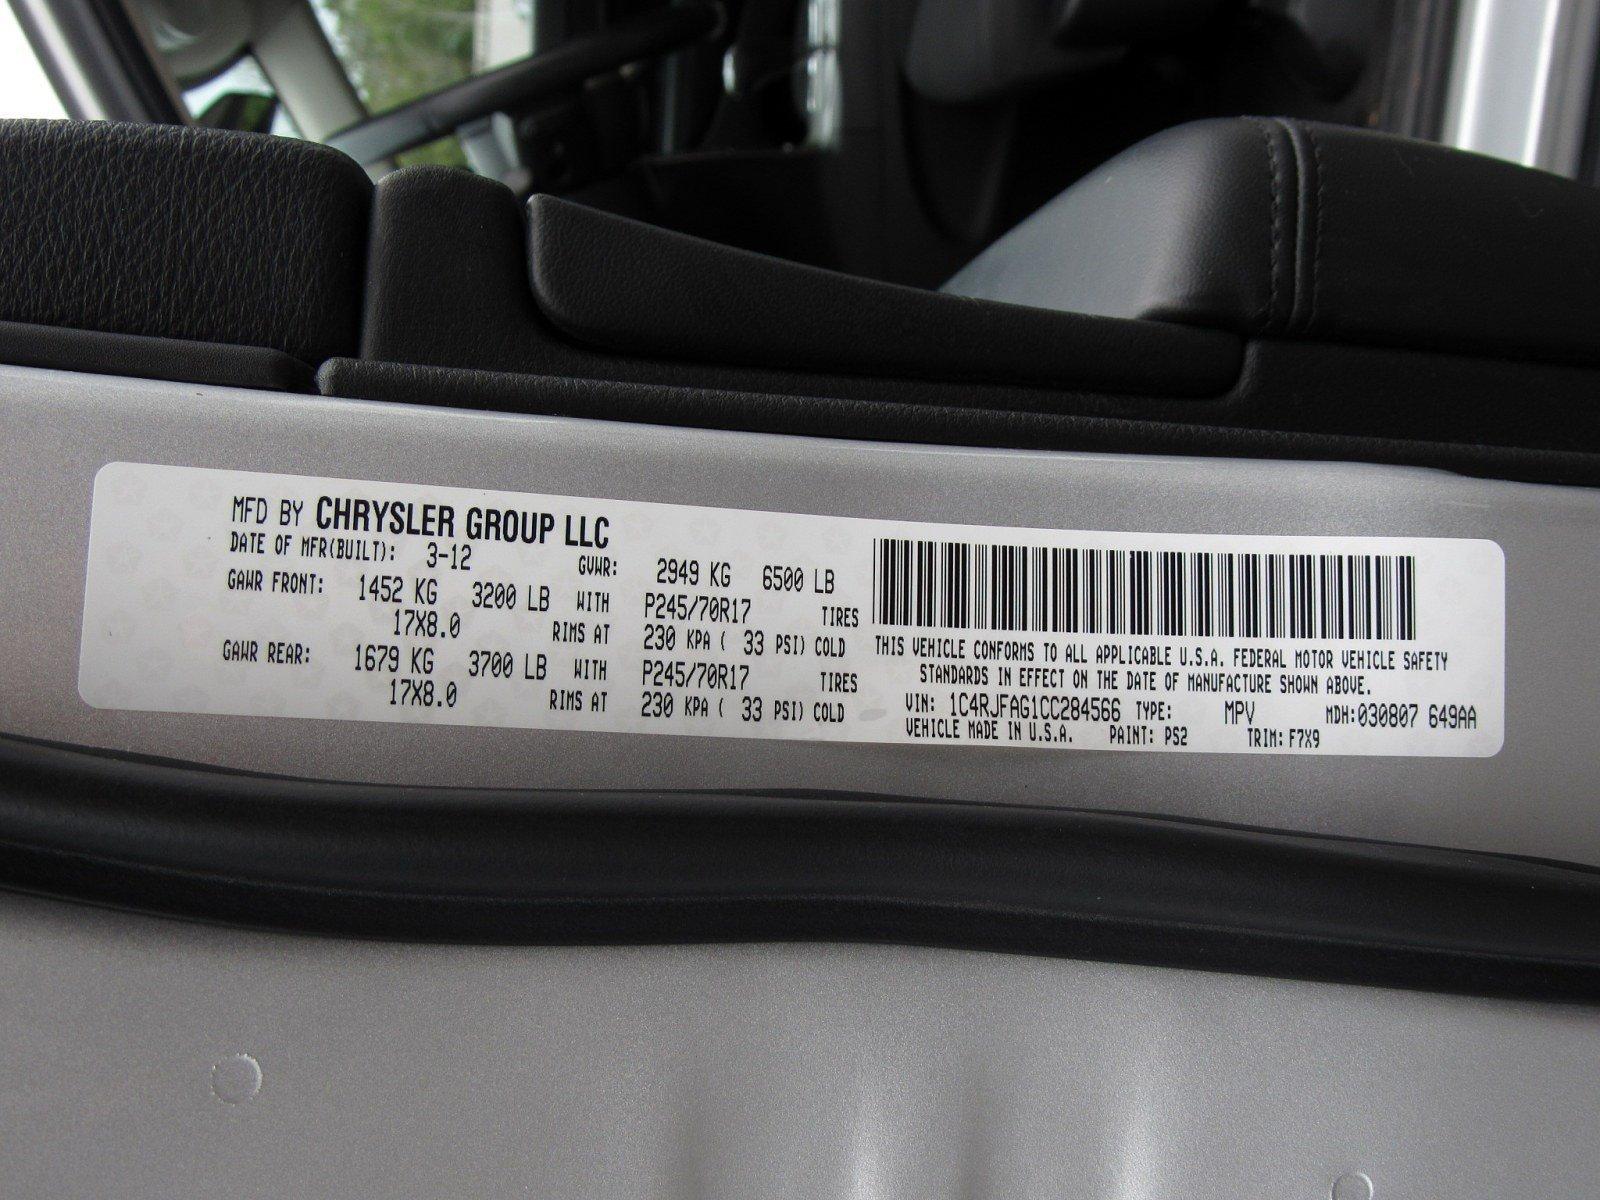 MFD BY CHRYSLER GROUP LLC
DATE OF MFR(BUILT): 3-12 GVWR: 2949 KG 6500 LB
GAWR FRONT: 1452 KG 3200 LB WITH P245/70R17 TIRES
17X8.0 RIMS AT 230 KPA ( 33 PSI) COLD
GAWR REAR: 1679 KG 3700 LB WITH P245/70R17 TIRES
17X8.0 RIMS AT 230 KPA ( 33 PSI) COLD
THIS VEHICLE CONFORMS TO ALL APPLICABLE U.S.A. FEDERAL MOTOR VEHICLE SAFETY
STANDARDS IN EFFECT ON THE DATE OF MANUFACTURE SHOWN ABOVE.
VIN: 1C4RJFAG1CC284566 TYPE: MPV MDH:030807 649AA
VEHICLE MADE IN U.S.A. PAINT: PS2 TRIM: F7X9